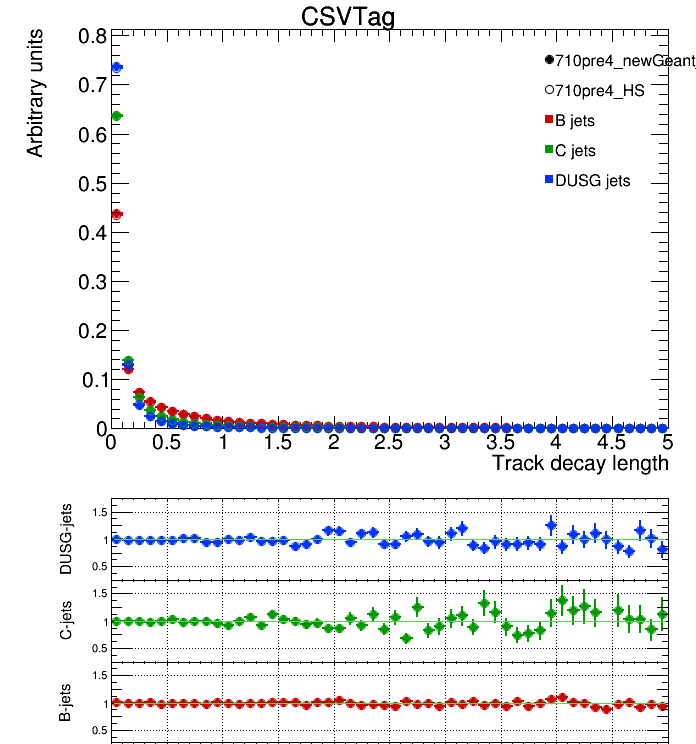 CSVTag
Arbitrary units
0.8
0.7
0.6
0.5
0.4
0.3
0.2
0.1
0
710pre4_newGeant
710pre4_HS
B jets
C jets
DUSG jets
0 0.5 1 1.5 2 2.5 3 3.5 4 4.5 5
Track decay length
DUSG-jets
1.5
1
0.5
C-jets
1.5
1
0.5
B-jets
1.5
1
0.5